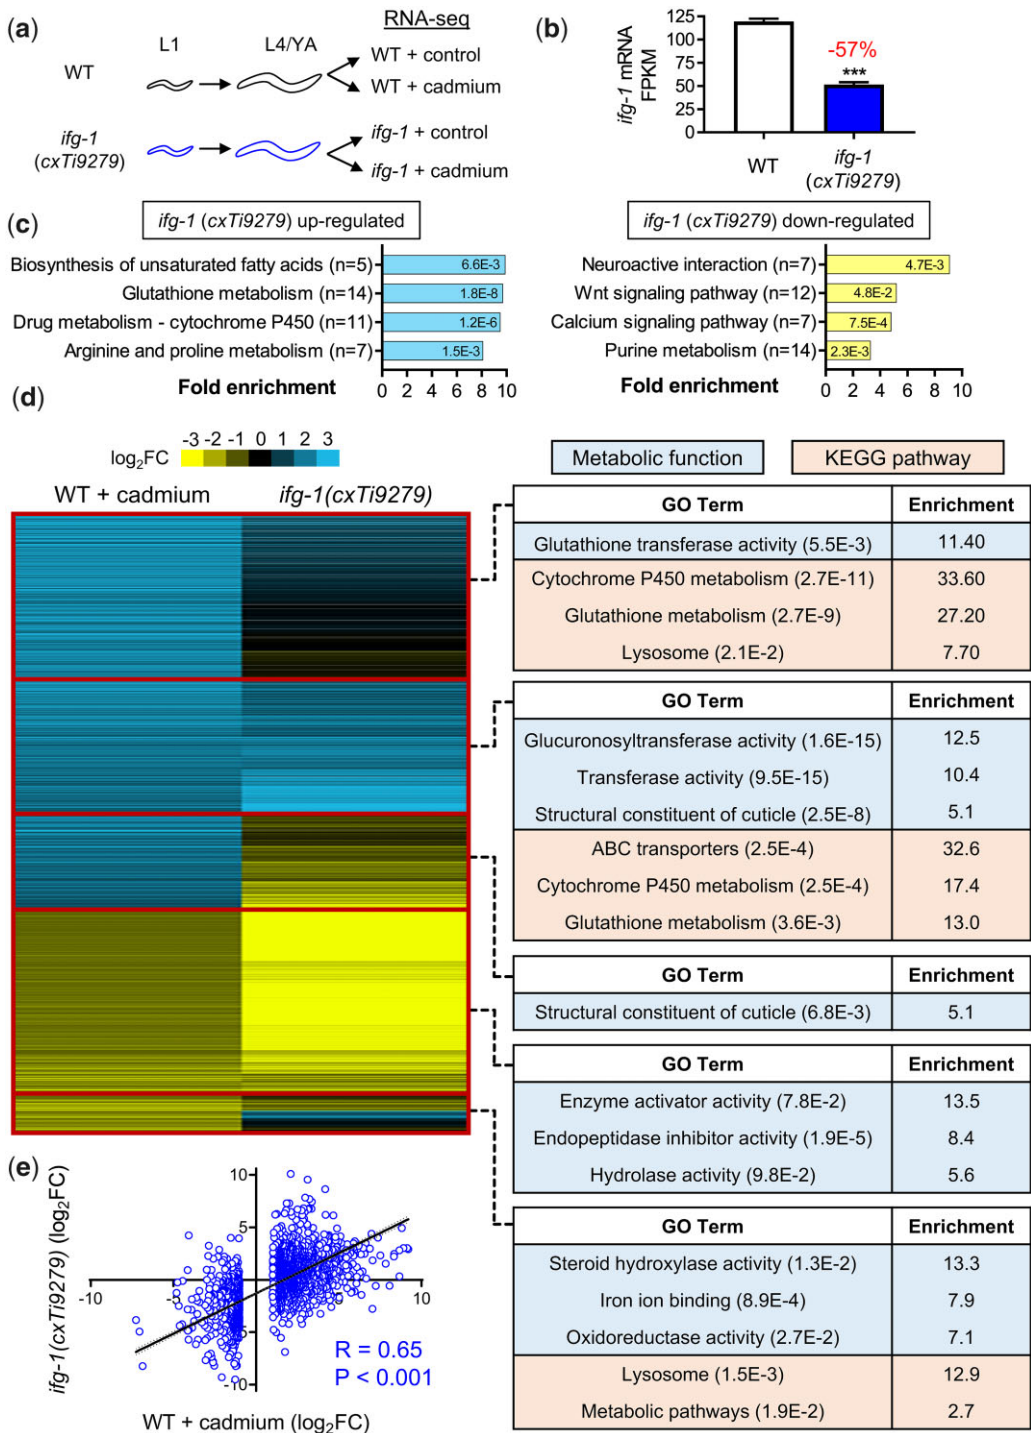 (a)
RNA-seq
L1
L4/YA
WT
WT + control
WT + cadmium
ifg-1
(cxTi9279)
ifg-1 + control
ifg-1 + cadmium
(b)
ifg-1 mRNA
FPKM
125
100
75
50
25
0
-57%
***
WT
ifg-1
(cxTi9279)
(c)
ifg-1 (cxTi9279) up-regulated
Biosynthesis of unsaturated fatty acids (n=5) 6.6E-3
Glutathione metabolism (n=14) 1.8E-8
Drug metabolism - cytochrome P450 (n=11) 1.2E-6
Arginine and proline metabolism (n=7) 1.5E-3
Fold enrichment 0 2 4 6 8 10
ifg-1 (cxTi9279) down-regulated
Neuroactive interaction (n=7) 4.7E-3
Wnt signaling pathway (n=12) 4.8E-2
Calcium signaling pathway (n=7) 7.5E-4
Purine metabolism (n=14) 2.3E-3
Fold enrichment 0 2 4 6 8 10
(d)
-3 -2 -1 0 1 2 3
log2FC
WT + cadmium ifg-1(cxTi9279)
Metabolic function KEGG pathway
GO Term Enrichment
Glutathione transferase activity (5.5E-3) 11.40
Cytochrome P450 metabolism (2.7E-11) 33.60
Glutathione metabolism (2.7E-9) 27.20
Lysosome (2.1E-2) 7.70
GO Term Enrichment
Glucuronosyltransferase activity (1.6E-15) 12.5
Transferase activity (9.5E-15) 10.4
Structural constituent of cuticle (2.5E-8) 5.1
ABC transporters (2.5E-4) 32.6
Cytochrome P450 metabolism (2.5E-4) 17.4
Glutathione metabolism (3.6E-3) 13.0
GO Term Enrichment
Structural constituent of cuticle (6.8E-3) 5.1
GO Term Enrichment
Enzyme activator activity (7.8E-2) 13.5
Endopeptidase inhibitor activity (1.9E-5) 8.4
Hydrolase activity (9.8E-2) 5.6
GO Term Enrichment
Steroid hydroxylase activity (1.3E-2) 13.3
Iron ion binding (8.9E-4) 7.9
Oxidoreductase activity (2.7E-2) 7.1
Lysosome (1.5E-3) 12.9
Metabolic pathways (1.9E-2) 2.7
(e)
ifg-1(cxTi9279) (log2FC)
10
5
-10 -5 5 10
-5
-10
R = 0.65
P < 0.001
WT + cadmium (log2FC)